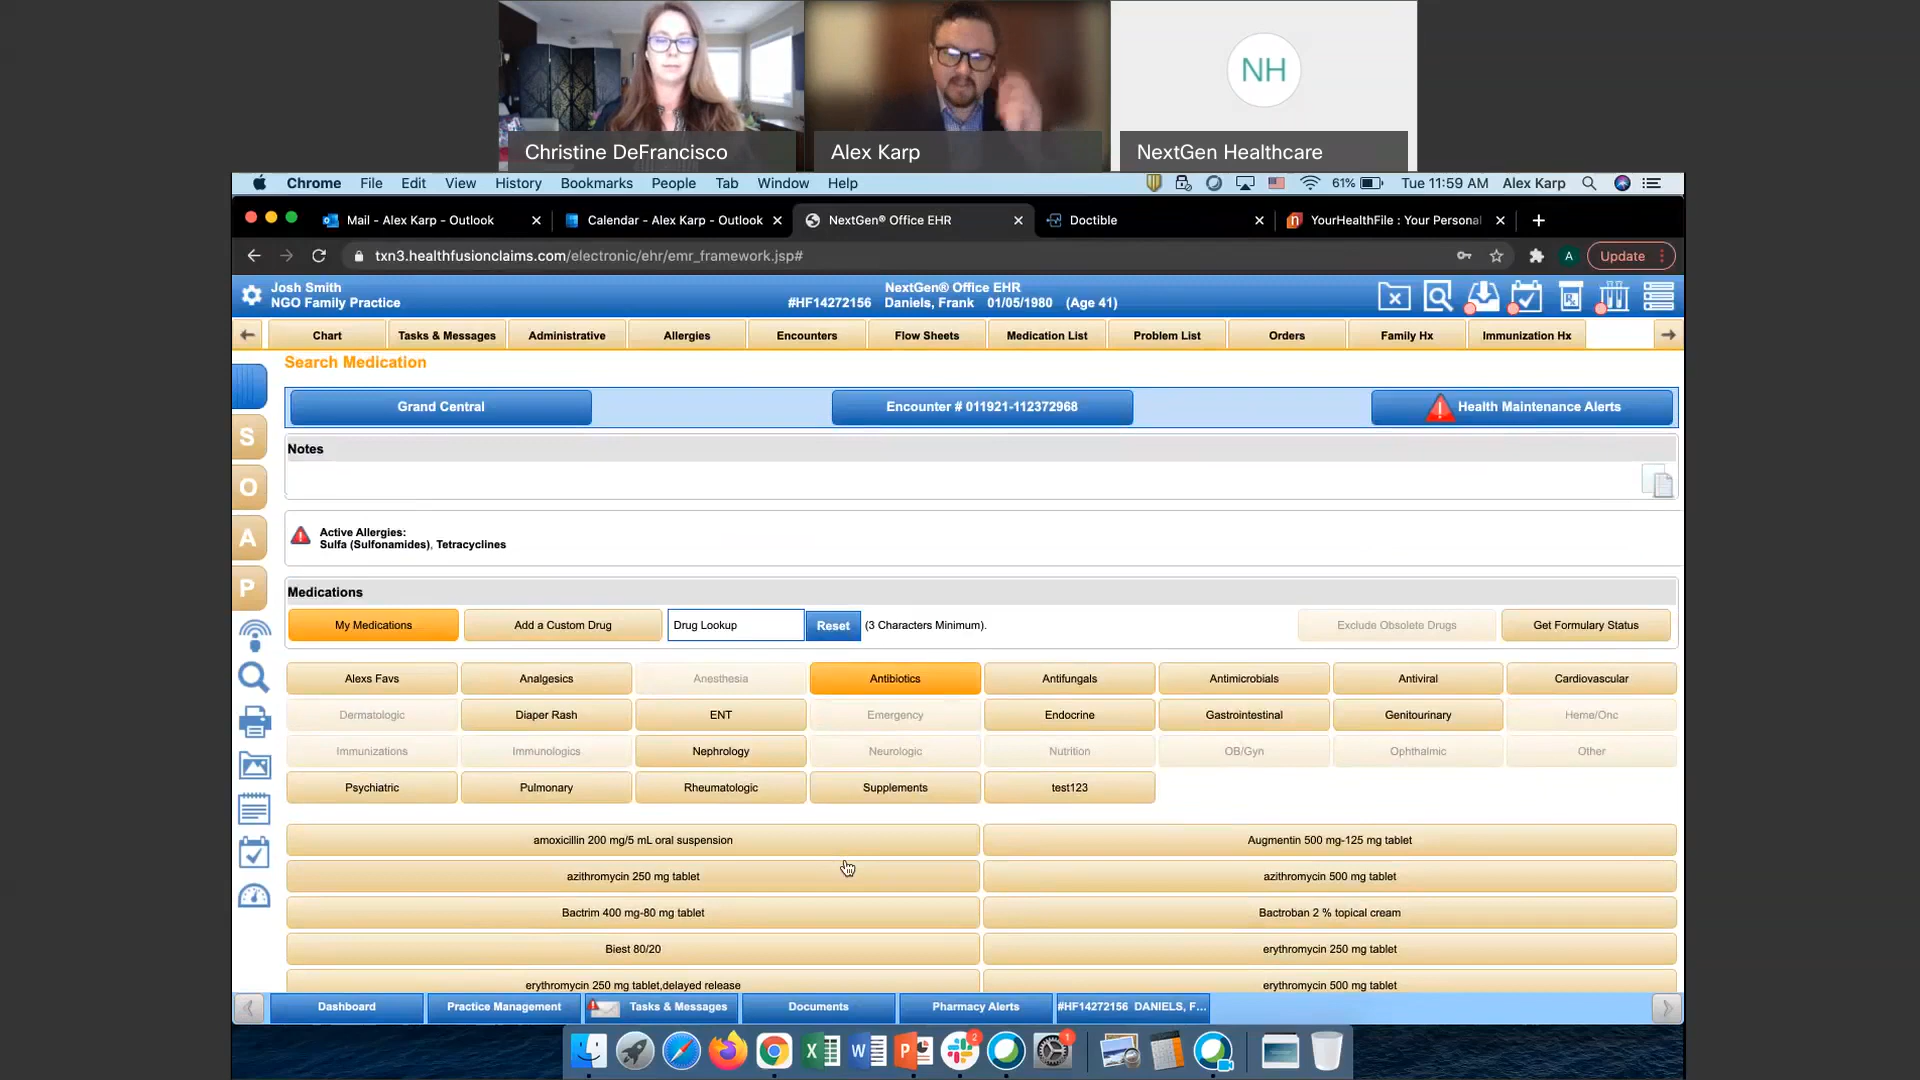 NH
Christine DeFrancisco
Alex Karp
NextGen Healthcare
Chrome File Edit View History Bookmarks People Tab Window Help 61% Tue 11:59 AM Alex Karp
Mail - Alex Karp - Outlook
Calendar - Alex Karp - Outlook
NextGen® Office EHR
Doctible
YourHealthFile : Your Personal
txn3.healthfusionclaims.com/electronic/ehr/emr_framework.jsp#
A
Update
Josh Smith
NGO Family Practice
NextGen® Office EHR
#HF14272156 Daniels, Frank 01/05/1980 (Age 41)
Chart Tasks & Messages Administrative Allergies Encounters Flow Sheets Medication List Problem List Orders Family Hx Immunization Hx
Search Medication
Grand Central Encounter # 011921-112372968 Health Maintenance Alerts
S
O
A
P
Notes
Active Allergies:
Sulfa (Sulfonamides), Tetracyclines
Medications
My Medications Add a Custom Drug Drug Lookup Reset (3 Characters Minimum). Exclude Obsolete Drugs Get Formulary Status
Alexs Favs Analgesics Anesthesia Antibiotics Antifungals Antimicrobials Antiviral Cardiovascular
Dermatologic Diaper Rash ENT Emergency Endocrine Gastrointestinal Genitourinary Heme/Onc
Immunizations Immunologics Nephrology Neurologic Nutrition OB/Gyn Ophthalmic Other
Psychiatric Pulmonary Rheumatologic Supplements test123
amoxicillin 200 mg/5 mL oral suspension Augmentin 500 mg-125 mg tablet
azithromycin 250 mg tablet azithromycin 500 mg tablet
Bactrim 400 mg-80 mg tablet Bactroban 2 % topical cream
Biest 80/20 erythromycin 250 mg tablet
erythromycin 250 mg tablet,delayed release erythromycin 500 mg tablet
Dashboard Practice Management Tasks & Messages Documents Pharmacy Alerts #HF14272156 DANIELS, F...
2
1